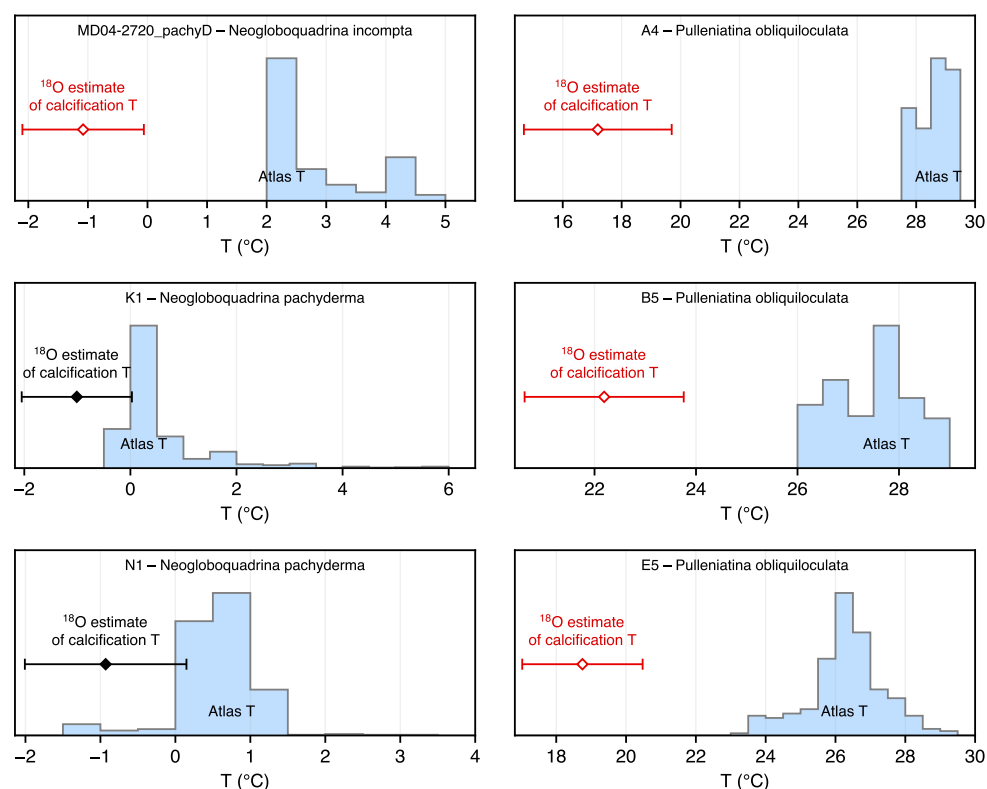 MD04-2720_pachyD – Neogloboquadrina incompta
18O estimate
of calcification T
Atlas T
−2 −1 0 1 2 3 4 5
T (°C)
A4 – Pulleniatina obliquiloculata
18O estimate
of calcification T
Atlas T
16 18 20 22 24 26 28 30
T (°C)
K1 – Neogloboquadrina pachyderma
18O estimate
of calcification T
Atlas T
−2 0 2 4 6
T (°C)
B5 – Pulleniatina obliquiloculata
18O estimate
of calcification T
Atlas T
22 24 26 28
T (°C)
N1 – Neogloboquadrina pachyderma
18O estimate
of calcification T
Atlas T
−2 −1 0 1 2 3 4
T (°C)
E5 – Pulleniatina obliquiloculata
18O estimate
of calcification T
Atlas T
18 20 22 24 26 28 30
T (°C)